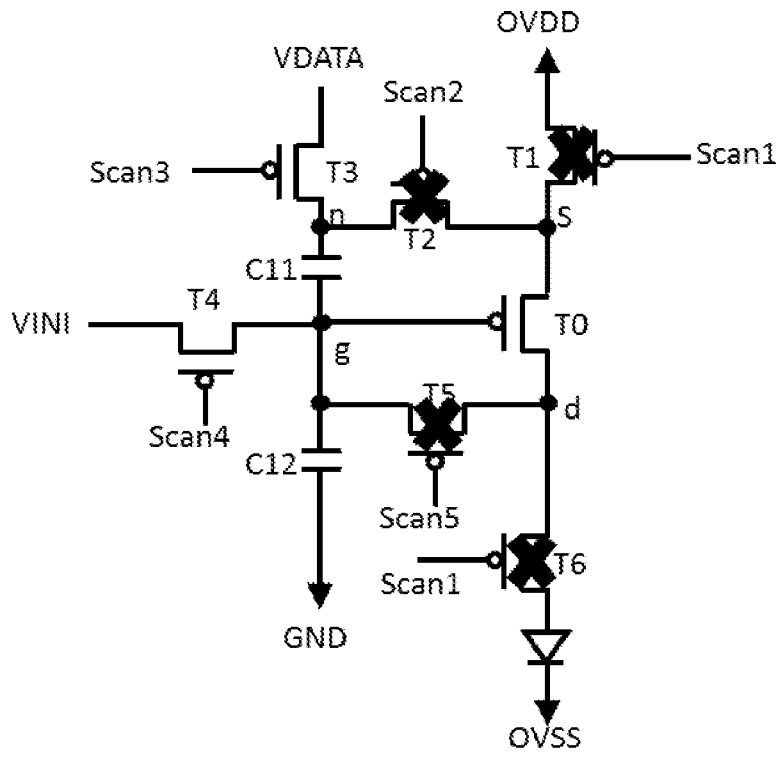 OVDD
VDATA
Scan2
Scan3
T3
T1
Scan1
n
S
T2
C11
T4
VINI
T0
g
T5
d
Scan4
C12
Scan5
Scan1
T6
GND
OVSS